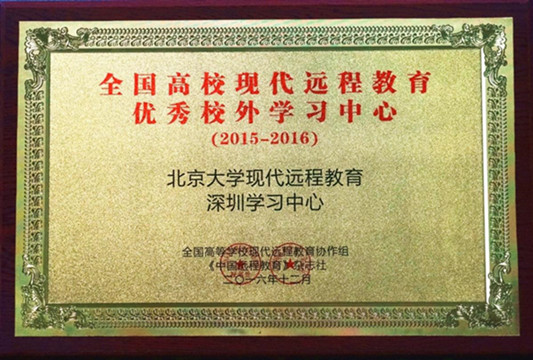 全国高校现代远程教育
优秀校外学习中心
(2015-2016)
北京大学现代远程教育
深圳学习中心
全国高等学校现代远程教育协作组
《中国远程教育》杂志社
二〇一六年十二月